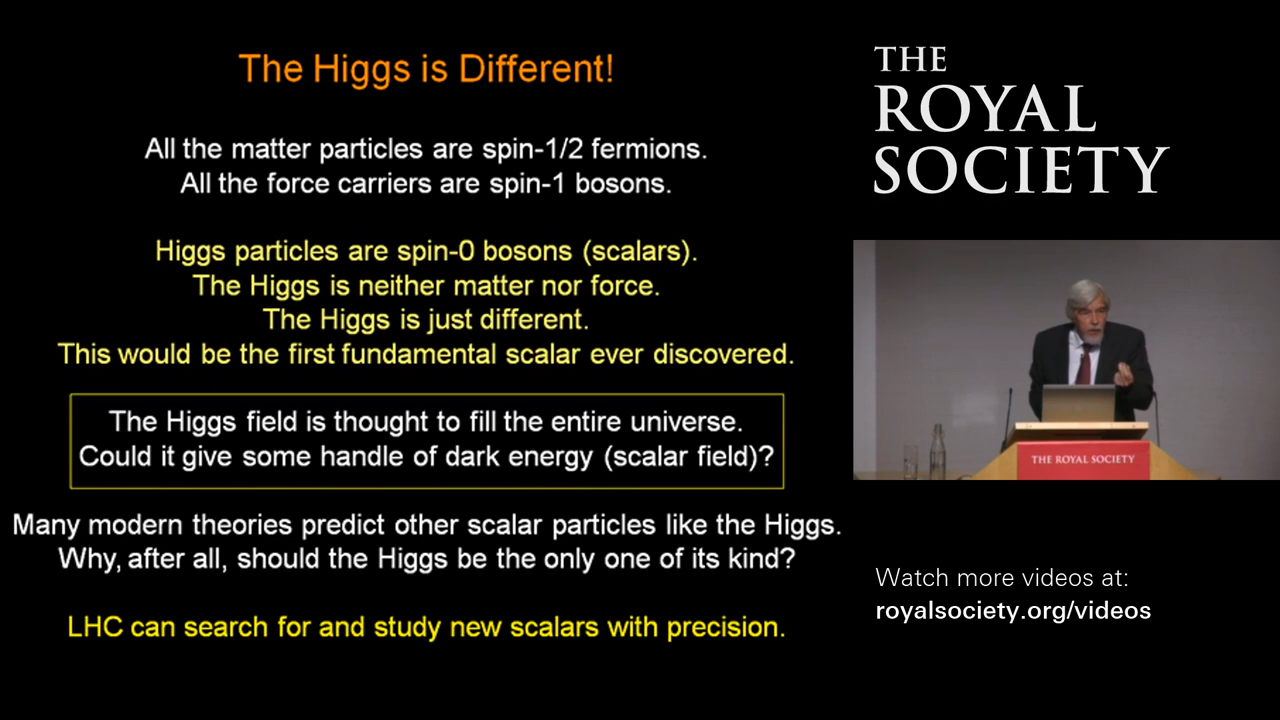 The Higgs is Different!
All the matter particles are spin-1/2 fermions.
All the force carriers are spin-1 bosons.
Higgs particles are spin-0 bosons (scalars).
The Higgs is neither matter nor force.
The Higgs is just different.
This would be the first fundamental scalar ever discovered.
The Higgs field is thought to fill the entire universe.
Could it give some handle of dark energy (scalar field)?
Many modern theories predict other scalar particles like the Higgs.
Why, after all, should the Higgs be the only one of its kind?
LHC can search for and study new scalars with precision.
THE
ROYAL
SOCIETY
THE ROYAL SOCIETY
Watch more videos at:
royalsociety.org/videos